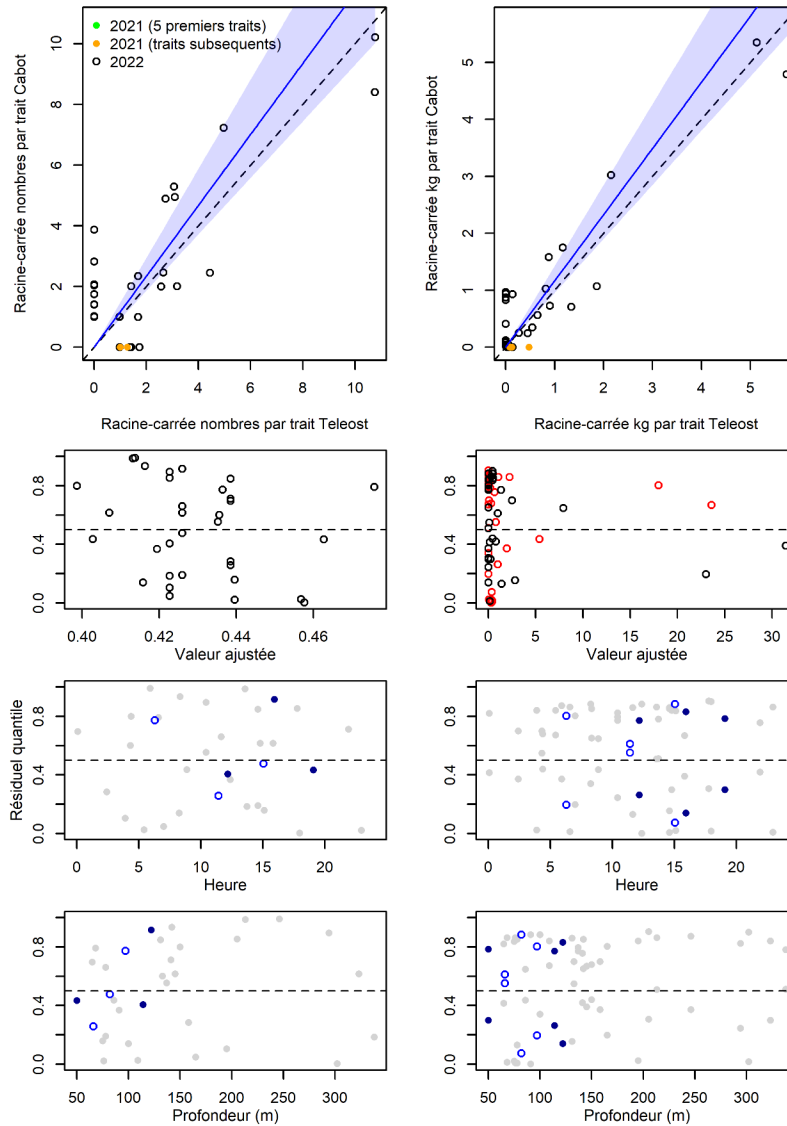 2021 (5 premiers traits)
2021 (traits subsequents)
2022
Racine-carrée nombres par trait Cabot
0 2 4 6 8 10
0 2 4 6 8 10
Racine-carrée nombres par trait Teleost
Racine-carrée kg par trait Cabot
0 1 2 3 4 5
0 1 2 3 4 5
Racine-carrée kg par trait Teleost
0.0 0.4 0.8
0.40 0.42 0.44 0.46
Valeur ajustée
0.0 0.4 0.8
0 5 10 15 20 25 30
Valeur ajustée
Résiduel quantile
0.0 0.4 0.8
0 5 10 15 20
Heure
0.0 0.4 0.8
0 5 10 15 20
Heure
0.0 0.4 0.8
50 100 150 200 250 300
Profondeur (m)
0.0 0.4 0.8
50 100 150 200 250 300
Profondeur (m)